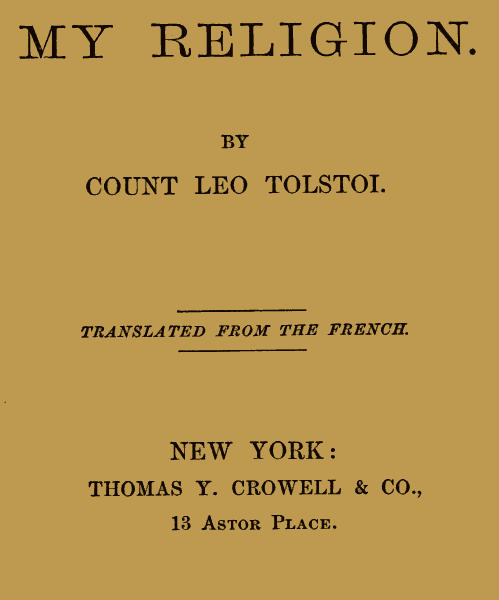 MY RELIGION.
BY
COUNT LEO TOLSTOI.
TRANSLATED FROM THE FRENCH.
NEW YORK:
THOMAS Y. CROWELL & CO.,
13 ASTOR PLACE.